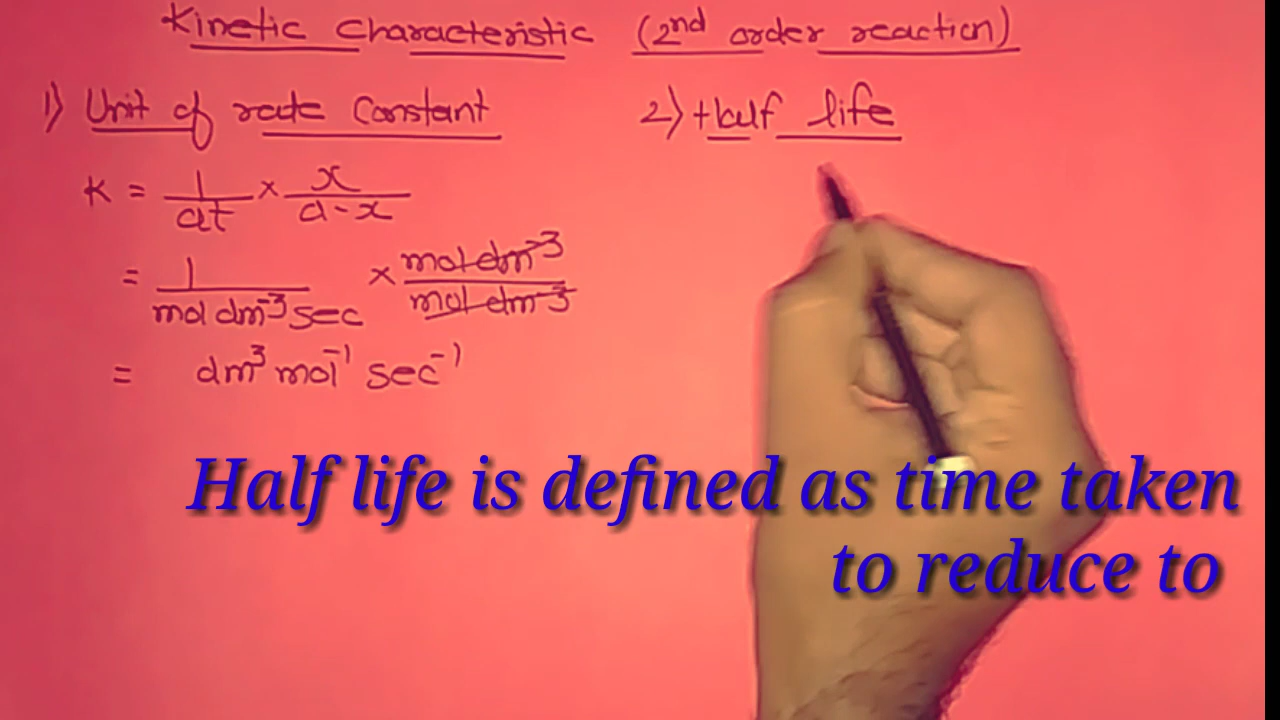 Kinetic Characteristic (2nd order reaction)
1) Unit of rate Constant
K = 1/at × x/a-x
= 1/mol dm⁻³ sec × mol dm⁻³/mol dm⁻³
= dm³ mol⁻¹ sec⁻¹
2) Half life
Half life is defined as time taken
to reduce to